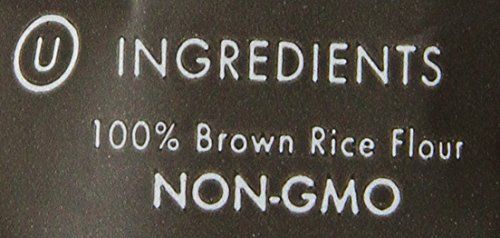 U INGREDIENTS
100% Brown Rice Flour
NON-GMO